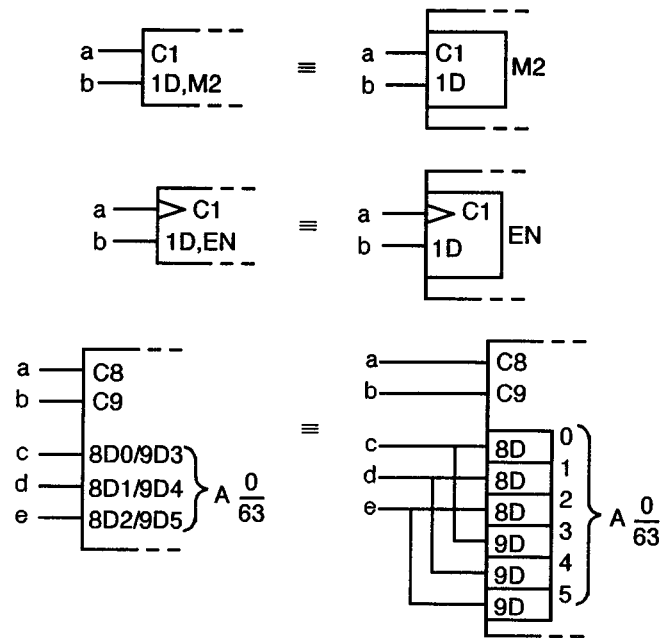 a C1
b 1D,M2
≡
a C1
b 1D
M2
a C1
b 1D,EN
≡
a C1
b 1D
EN
a C8
b C9
c 8D0/9D3
d 8D1/9D4
e 8D2/9D5
A 0/63
≡
a C8
b C9
c 8D 0
d 8D 1
e 8D 2
9D 3
9D 4
9D 5
A 0/63